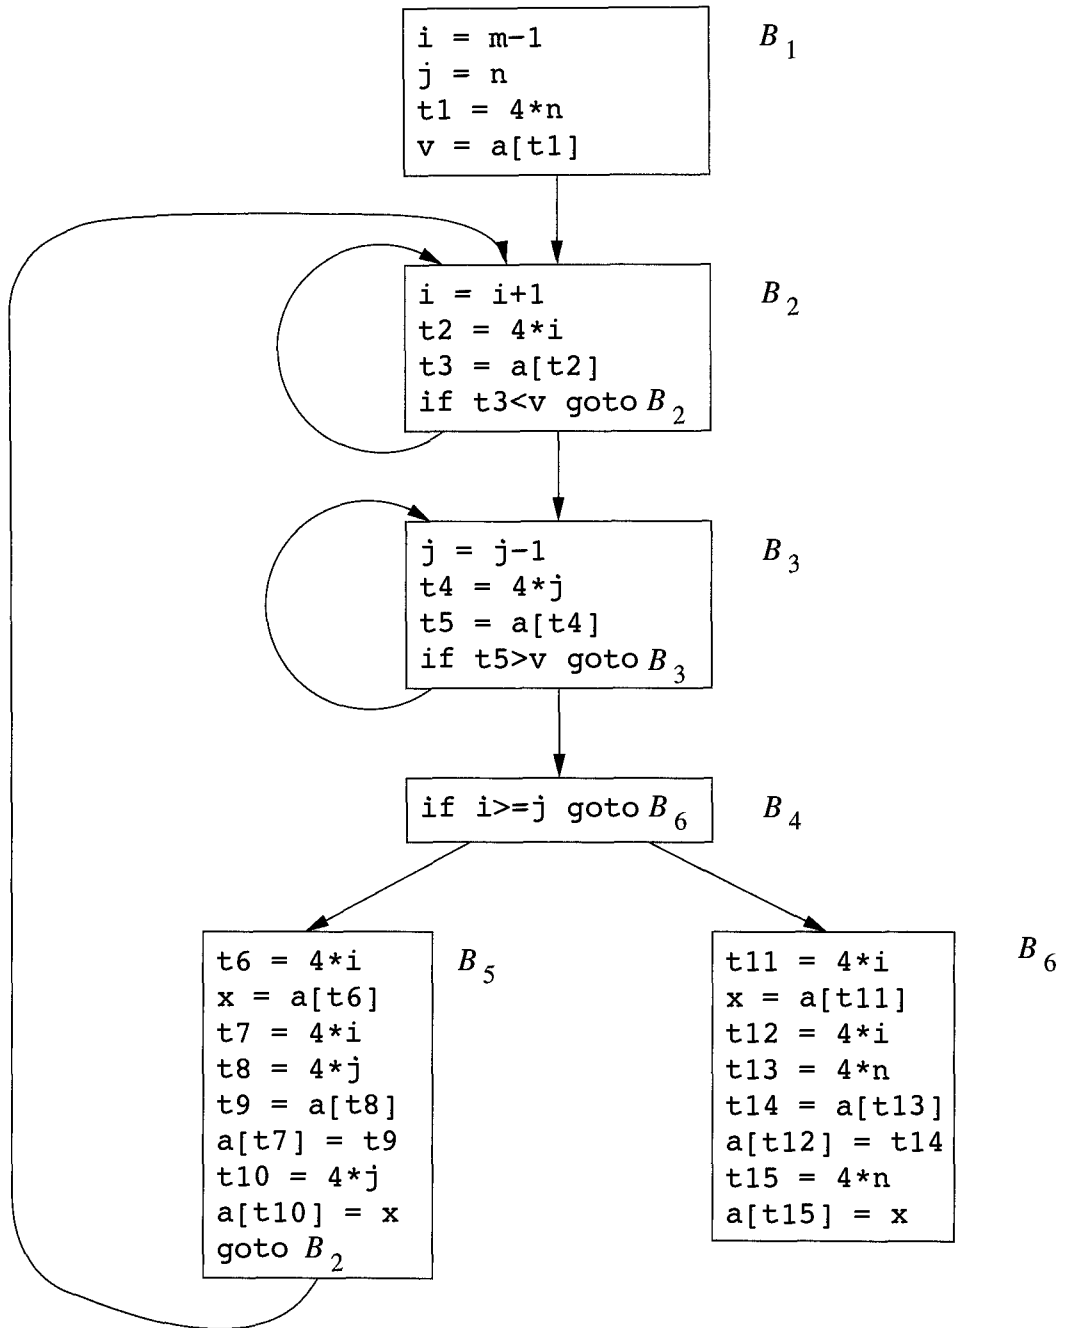 i = m-1
j = n
t1 = 4*n
v = a[t1]
B1
i = i+1
t2 = 4*i
t3 = a[t2]
if t3<v goto B2
B2
j = j-1
t4 = 4*j
t5 = a[t4]
if t5>v goto B3
B3
if i>=j goto B6
B4
t6 = 4*i
x = a[t6]
t7 = 4*i
t8 = 4*j
t9 = a[t8]
a[t7] = t9
t10 = 4*j
a[t10] = x
goto B2
B5
t11 = 4*i
x = a[t11]
t12 = 4*i
t13 = 4*n
t14 = a[t13]
a[t12] = t14
t15 = 4*n
a[t15] = x
B6